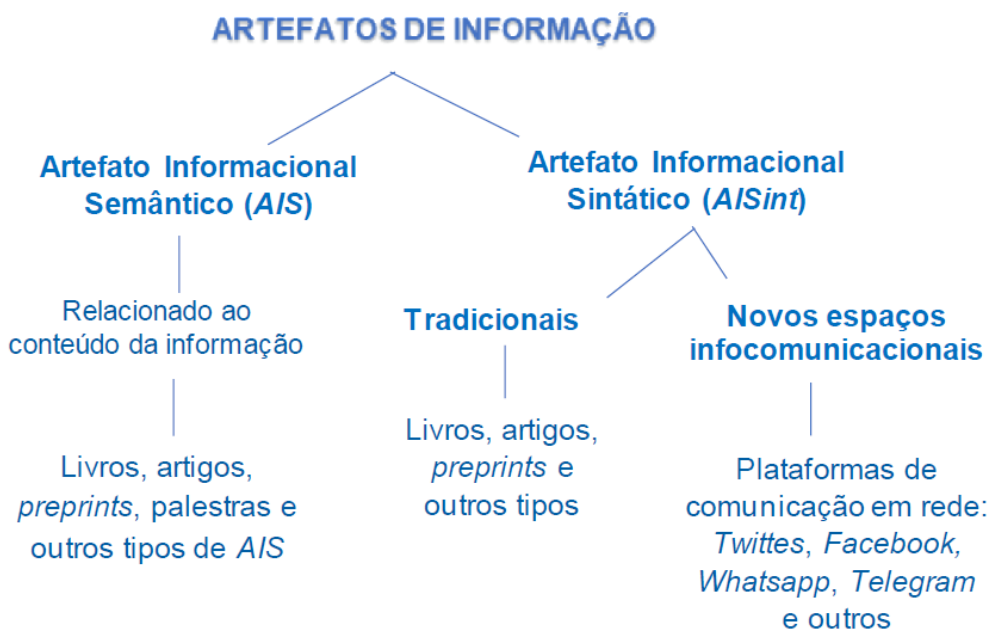 ARTEFATOS DE INFORMAÇÃO
Artefato Informacional
Semântico (AIS)
Relacionado ao
conteúdo da informação
Livros, artigos,
preprints, palestras e
outros tipos de AIS
Artefato Informacional
Sintático (AISint)
Tradicionais
Livros, artigos,
preprints e
outros tipos
Novos espaços
infocomunicacionais
Plataformas de
comunicação em rede:
Twittes, Facebook,
Whatsapp, Telegram
e outros